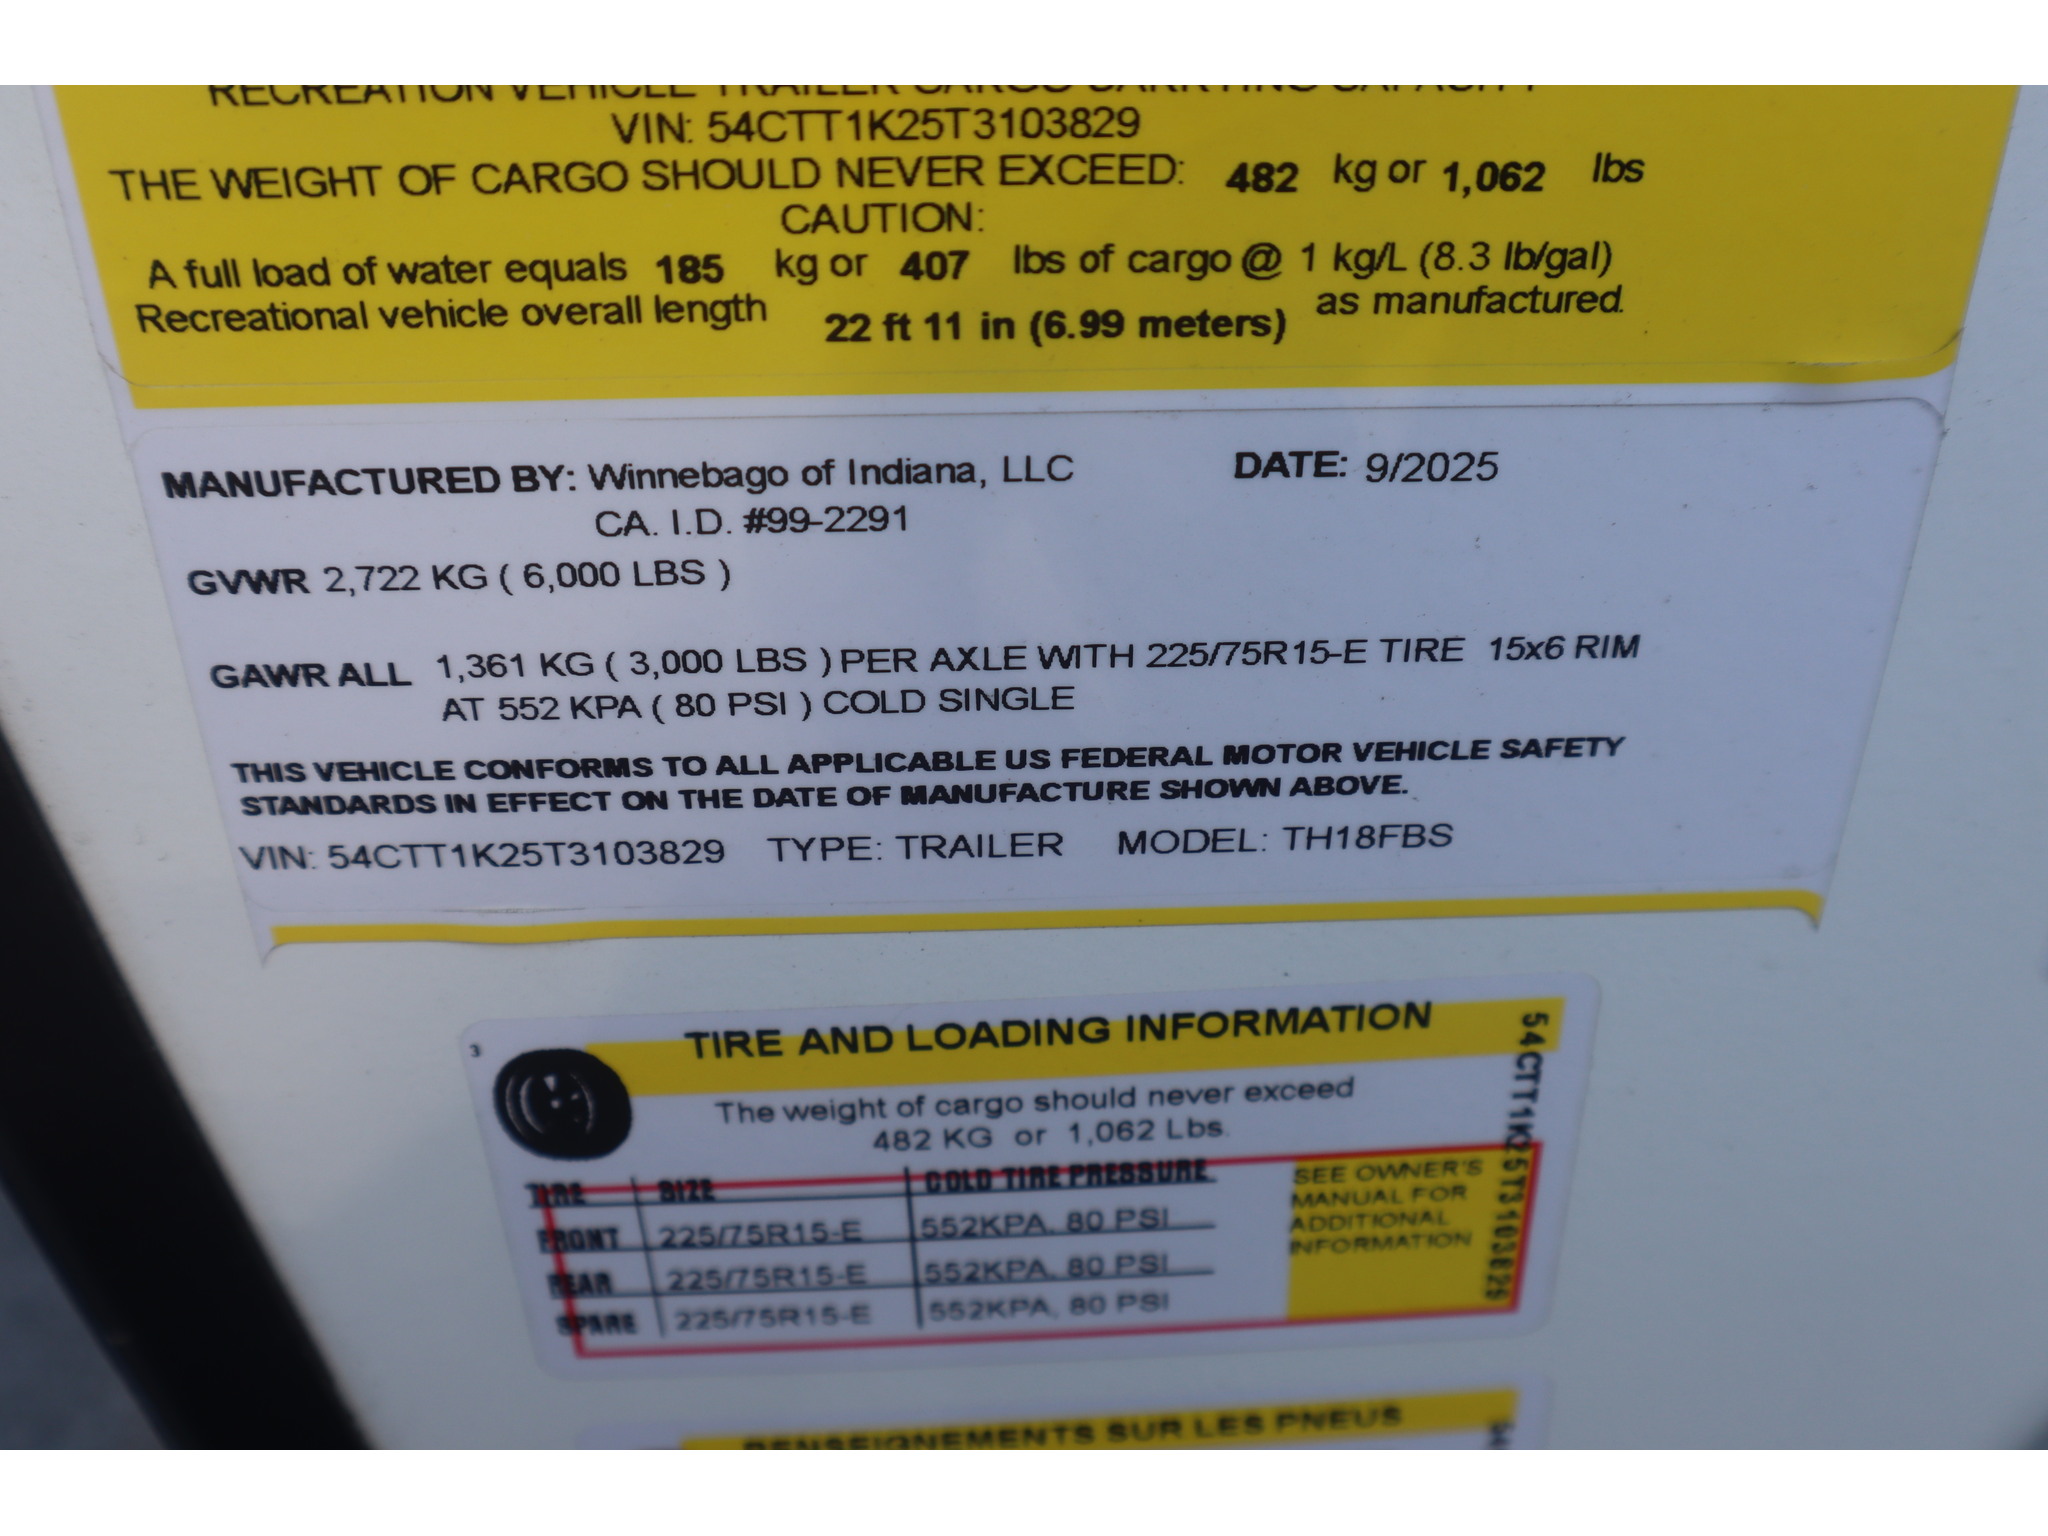 RECREATION VEHICLE TRAILER CARGO CARRYING CAPACITY
VIN: 54CTT1K25T3103829
THE WEIGHT OF CARGO SHOULD NEVER EXCEED: 482 kg or 1,062 lbs
CAUTION:
A full load of water equals 185 kg or 407 lbs of cargo @ 1 kg/L (8.3 lb/gal)
Recreational vehicle overall length 22 ft 11 in (6.99 meters) as manufactured.
MANUFACTURED BY: Winnebago of Indiana, LLC DATE: 9/2025
CA. I.D. #99-2291
GVWR 2,722 KG ( 6,000 LBS )
GAWR ALL 1,361 KG ( 3,000 LBS ) PER AXLE WITH 225/75R15-E TIRE 15x6 RIM
AT 552 KPA ( 80 PSI ) COLD SINGLE
THIS VEHICLE CONFORMS TO ALL APPLICABLE US FEDERAL MOTOR VEHICLE SAFETY
STANDARDS IN EFFECT ON THE DATE OF MANUFACTURE SHOWN ABOVE.
VIN: 54CTT1K25T3103829 TYPE: TRAILER MODEL: TH18FBS
3
TIRE AND LOADING INFORMATION
The weight of cargo should never exceed
482 KG or 1,062 Lbs.
TIRE SIZE COLD TIRE PRESSURE
FRONT 225/75R15-E 552KPA, 80 PSI
REAR 225/75R15-E 552KPA, 80 PSI
SPARE 225/75R15-E 552KPA, 80 PSI
SEE OWNER'S
MANUAL FOR
ADDITIONAL
INFORMATION
54CTT1K25T3103829
RENSEIGNEMENTS SUR LES PNEUS